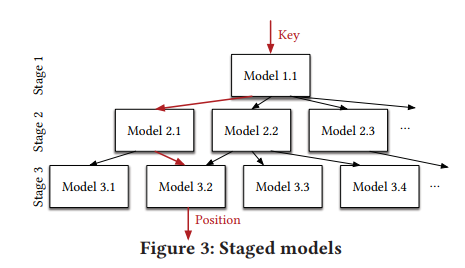 Key
Stage 1
Model 1.1
Stage 2
Model 2.1
Model 2.2
Model 2.3
...
Stage 3
Model 3.1
Model 3.2
Model 3.3
Model 3.4
...
Position
Figure 3: Staged models